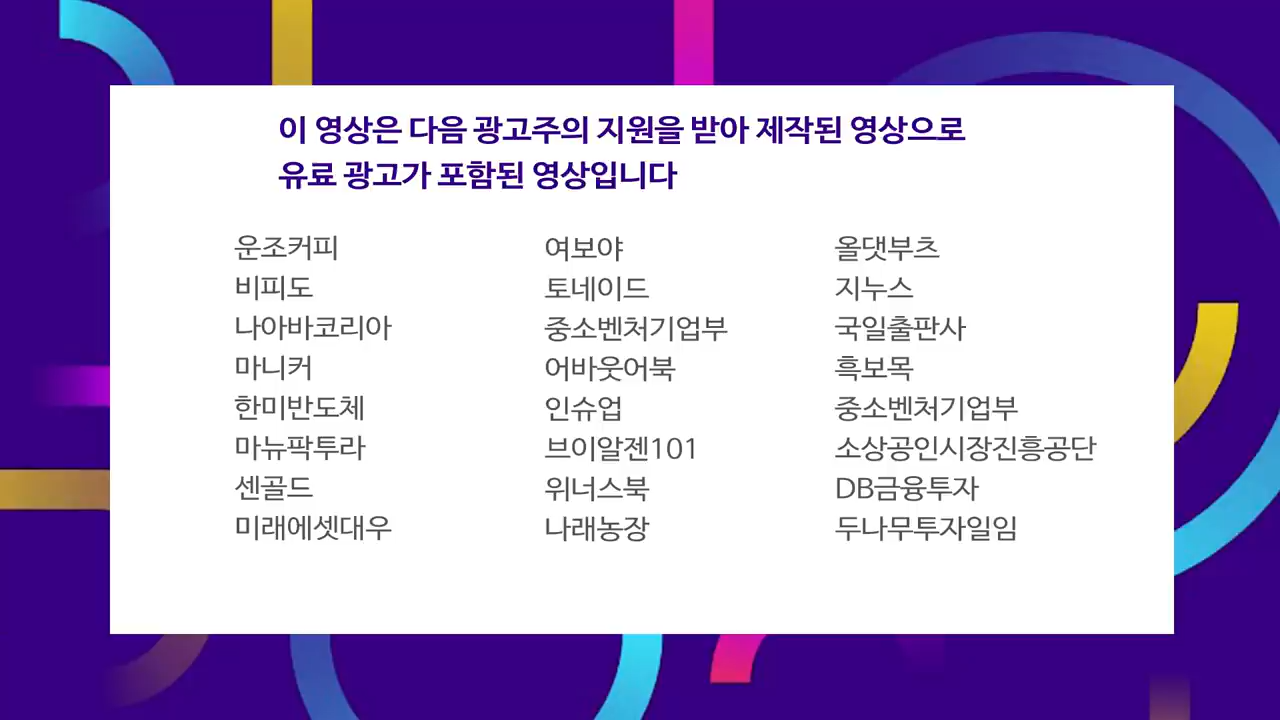 이 영상은 다음 광고주의 지원을 받아 제작된 영상으로
유료 광고가 포함된 영상입니다
운조커피
비피도
나아바코리아
마니커
한미반도체
마뉴팍투라
센골드
미래에셋대우
여보야
토네이드
중소벤처기업부
어바웃어북
인슈업
브이알젠101
위너스북
나래농장
올댓부츠
지누스
국일출판사
흑보목
중소벤처기업부
소상공인시장진흥공단
DB금융투자
두나무투자일임